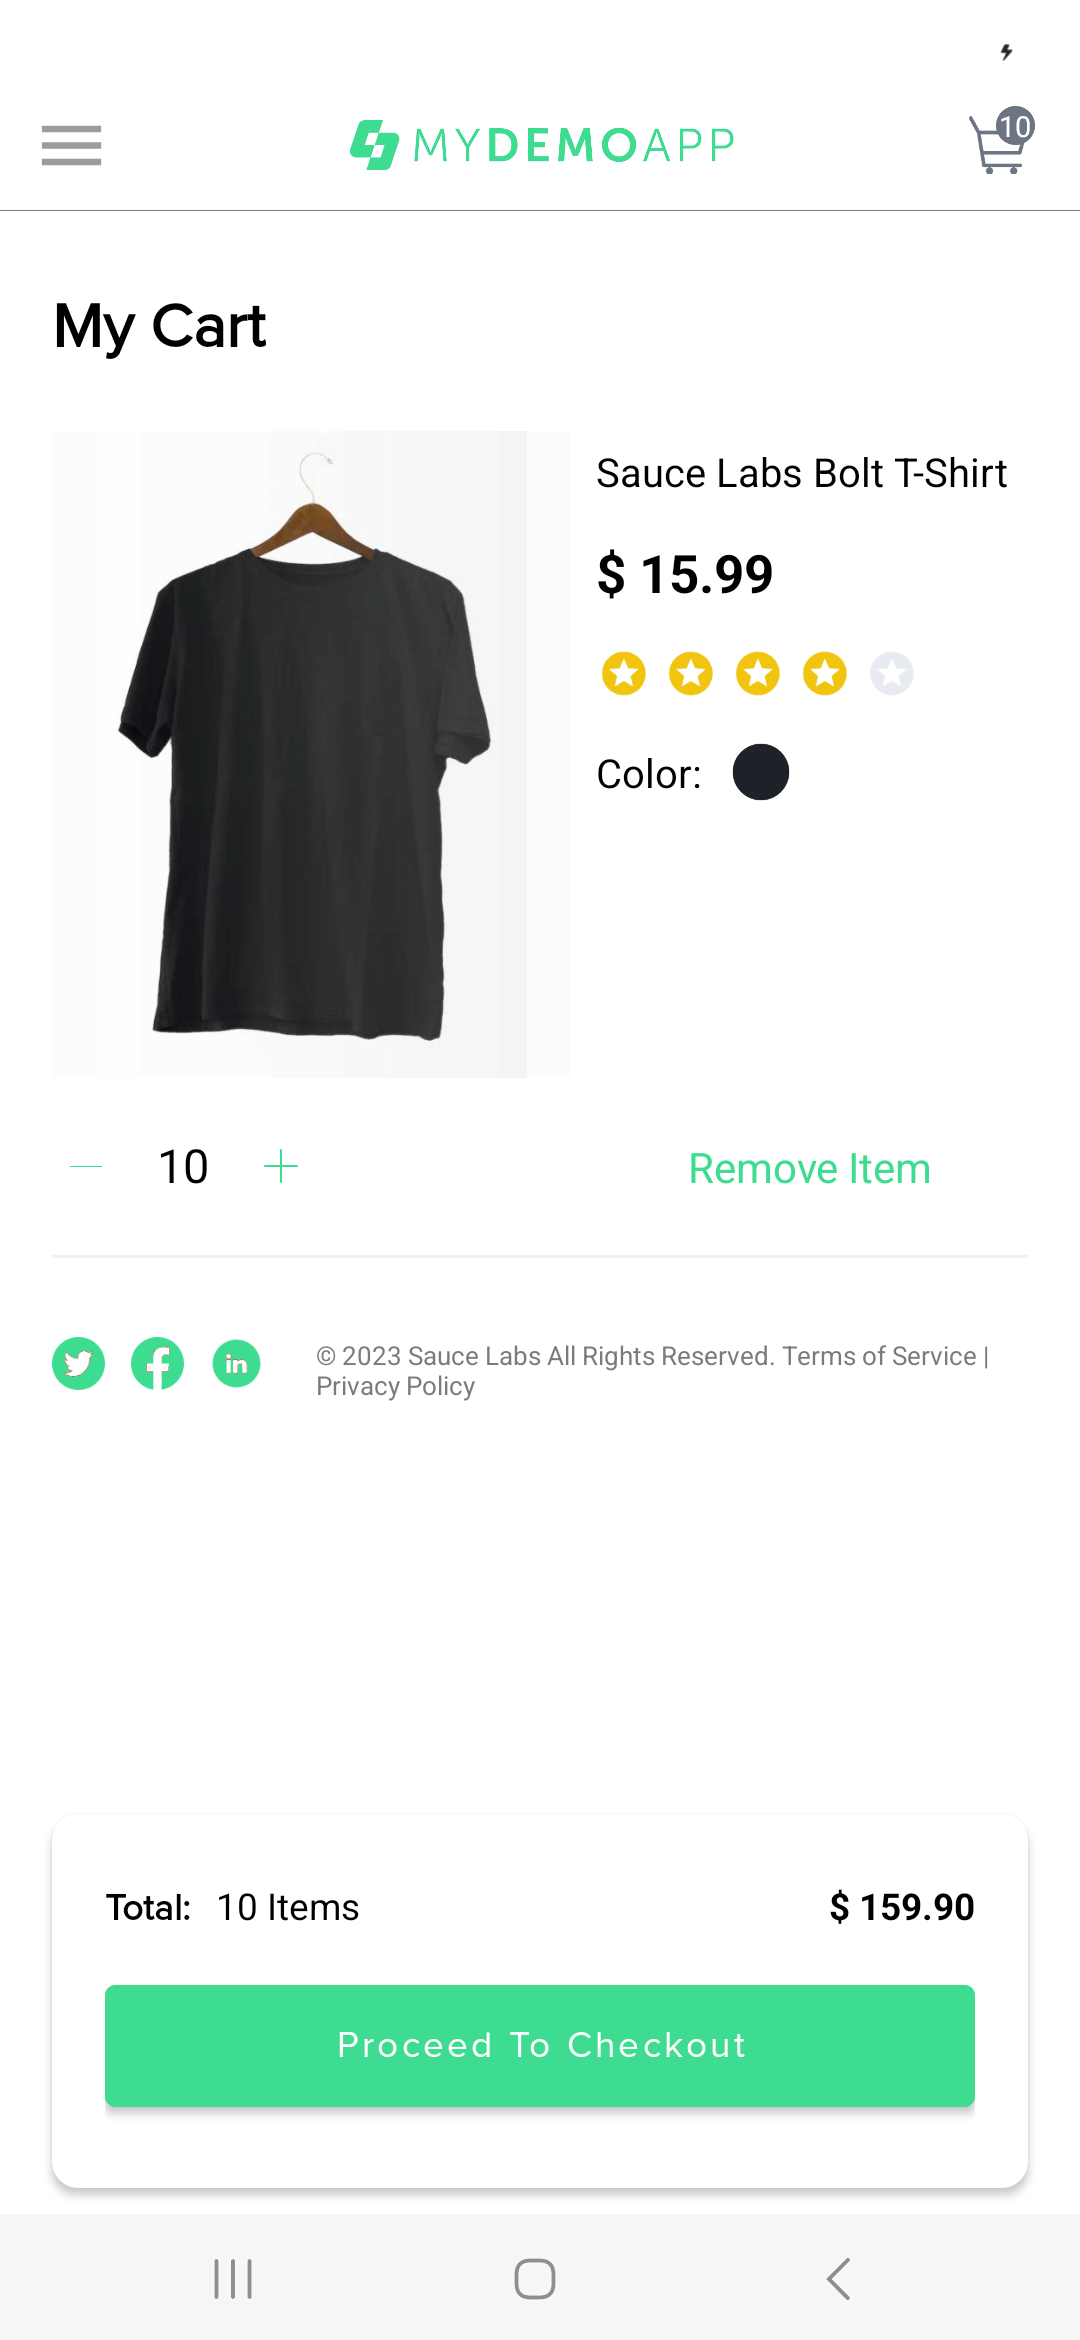 MYDEMOAPP
10
My Cart
Sauce Labs Bolt T-Shirt
$ 15.99
Color:
10
Remove Item
in
© 2023 Sauce Labs All Rights Reserved. Terms of Service |
Privacy Policy
Total: 10 Items
$ 159.90
Proceed To Checkout